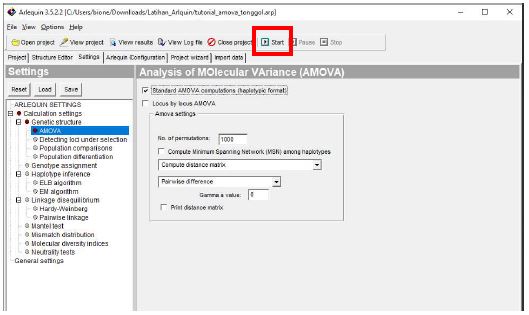 Arlequin 3.5.2.2 [C:/Users/bione/Downloads/Latihan_Arlquin/tutorial_amova_tonggol.arp]
File View Options Help
Open project View project View results View Log file Close project Start Pause Stop
Project Structure Editor Settings Arlequin Configuration Project wizard Import data
Settings
Analysis of MOlecular VAriance (AMOVA)
Reset Load Save
Standard AMOVA computations (haplotypic format)
Locus by locus AMOVA
ARLEQUIN SETTINGS
Calculation settings
Genetic structure
AMOVA
Detecting loci under selection
Population comparisons
Population differentiation
Genotype assignment
Haplotype inference
ELB algorithm
EM algorithm
Linkage disequilibrium
Hardy-Weinberg
Pairwise linkage
Mantel test
Mismatch distribution
Molecular diversity indices
Neutrality tests
General settings
Amova settings
No. of permutations: 1000
Compute Minimum Spanning Network (MSN) among haplotypes
Compute distance matrix
Pairwise difference
Gamma a value: 0
Print distance matrix